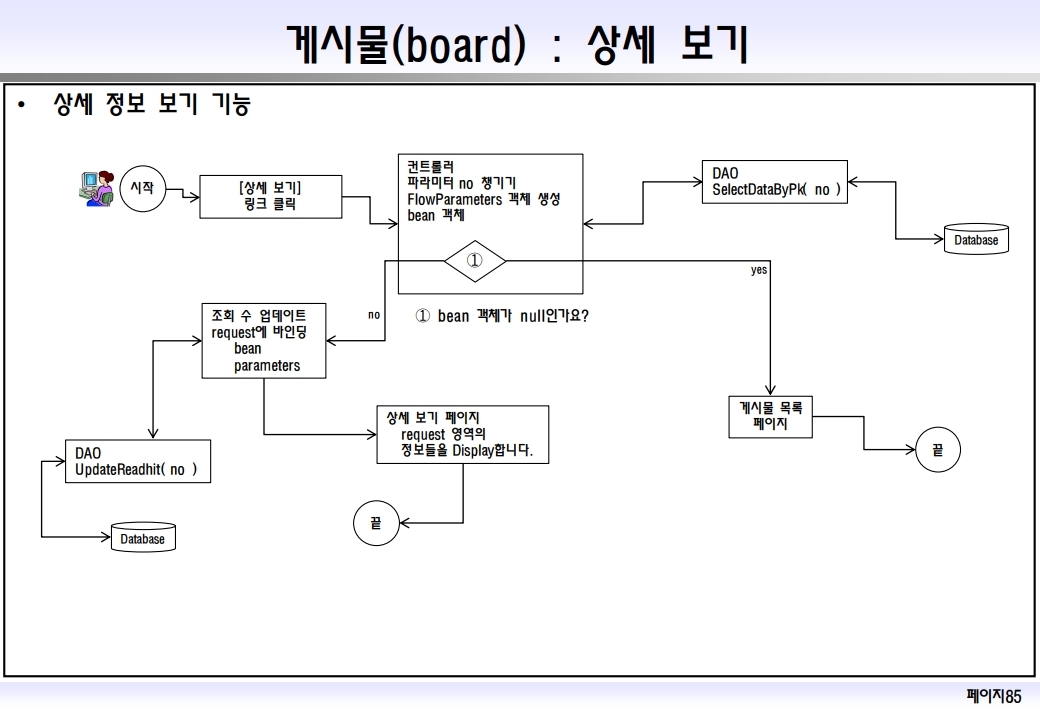 게시물(board) : 상세 보기
• 상세 정보 보기 기능
시작
[상세 보기]
링크 클릭
컨트롤러
파라미터 no 챙기기
FlowParameters 객체 생성
bean 객체
①
DAO
SelectDataByPk( no )
Database
yes
no
① bean 객체가 null인가요?
조회 수 업데이트
request에 바인딩
bean
parameters
상세 보기 페이지
request 영역의
정보들을 Display합니다.
게시물 목록
페이지
끝
DAO
UpdateReadhit( no )
끝
Database
페이지85